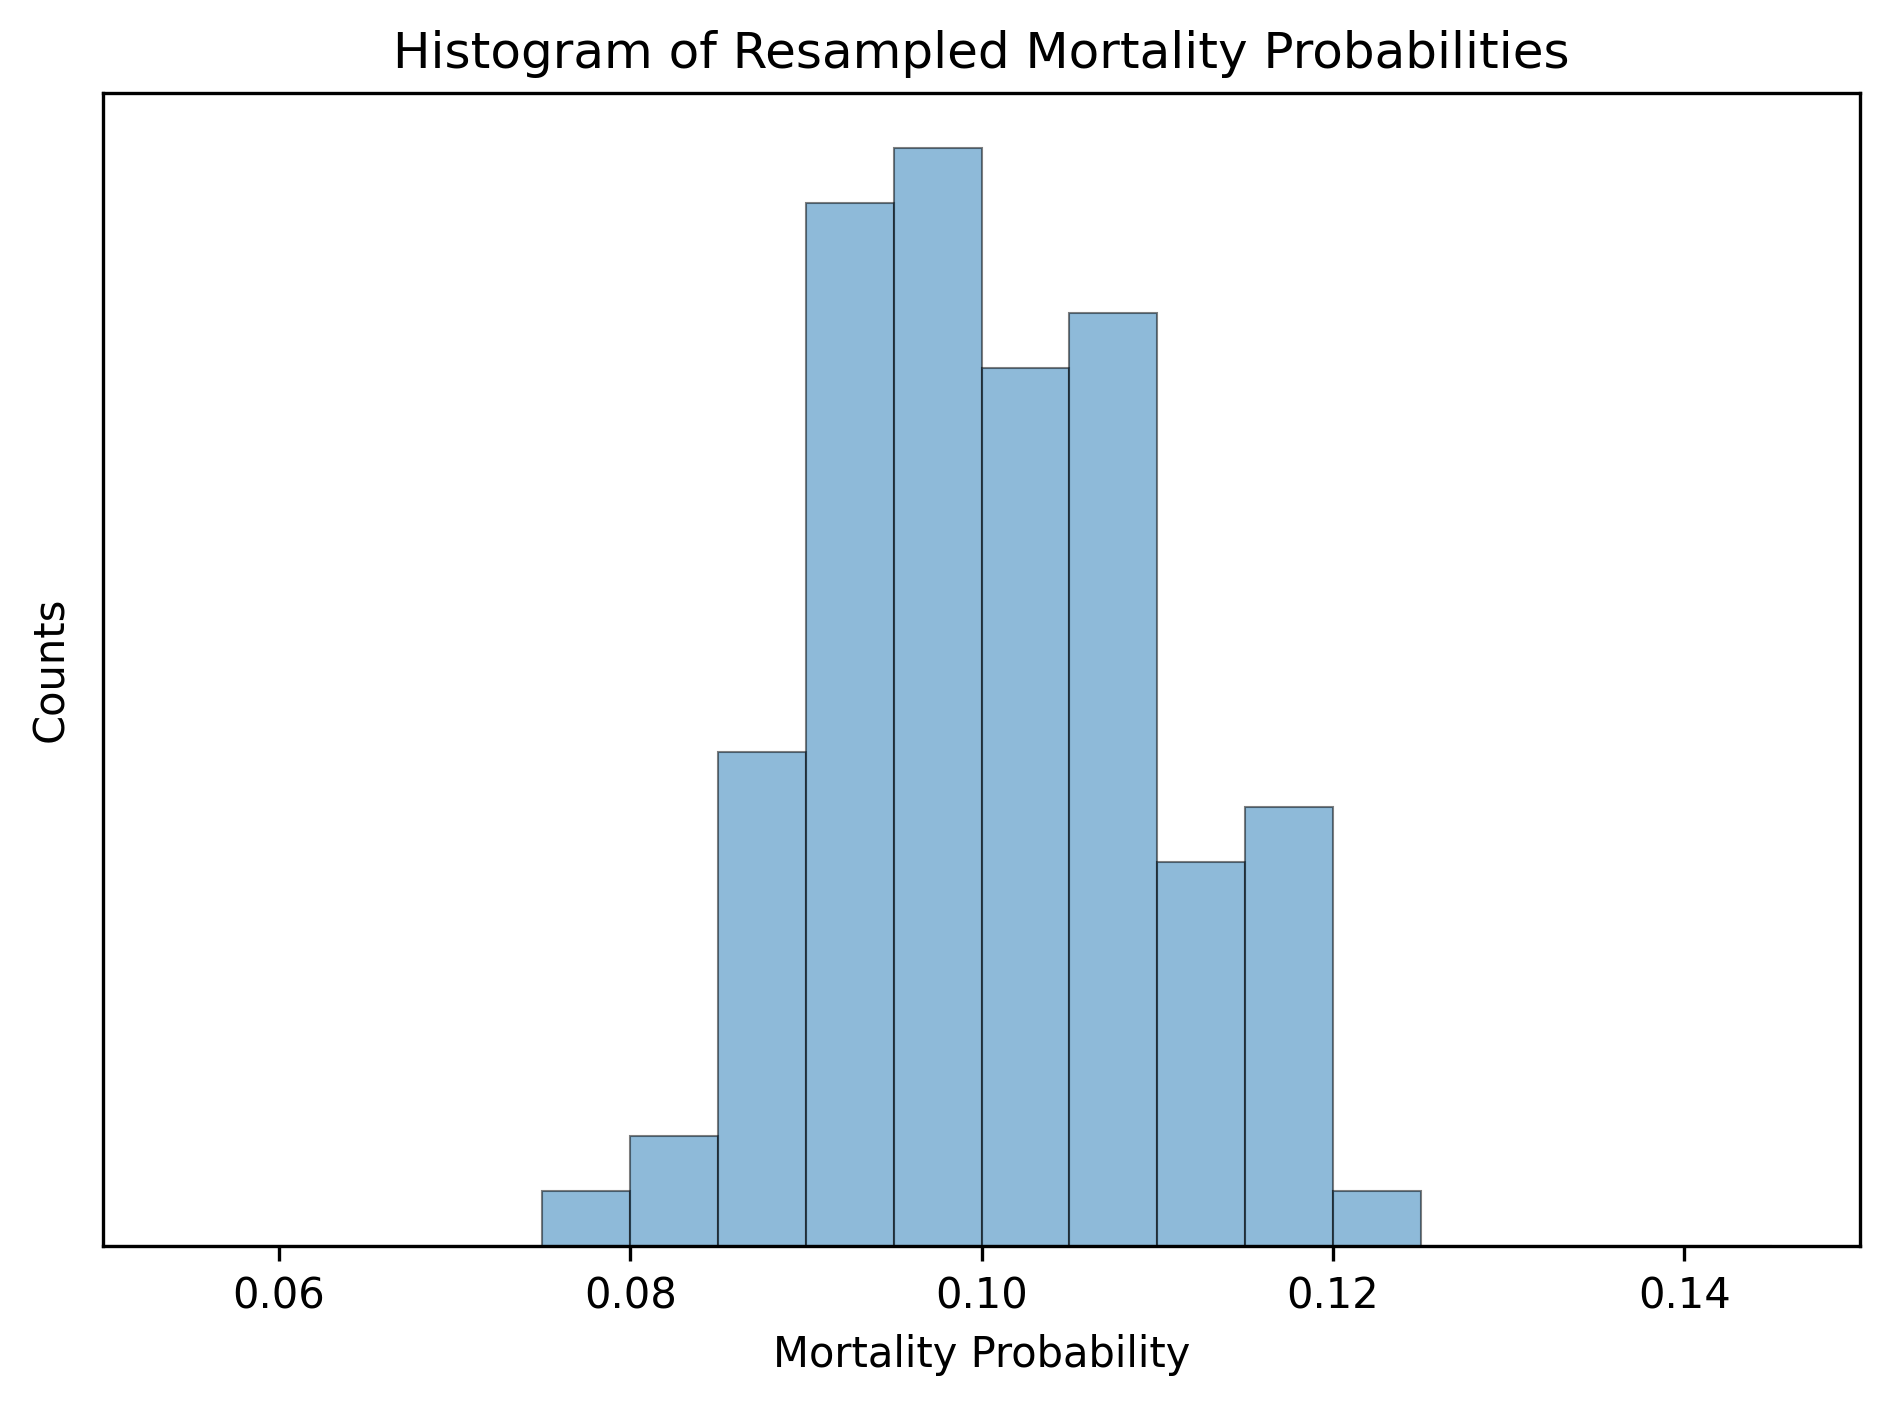 Histogram of Resampled Mortality Probabilities
Counts
0.06 0.08 0.10 0.12 0.14
Mortality Probability